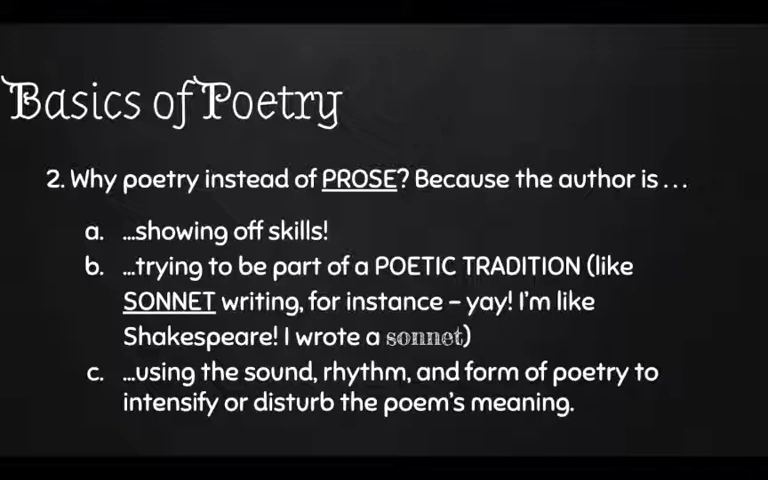 Basics of Poetry
2. Why poetry instead of PROSE? Because the author is ...
a. ...showing off skills!
b. ...trying to be part of a POETIC TRADITION (like
SONNET writing, for instance – yay! I'm like
Shakespeare! I wrote a sonnet)
c. ...using the sound, rhythm, and form of poetry to
intensify or disturb the poem's meaning.